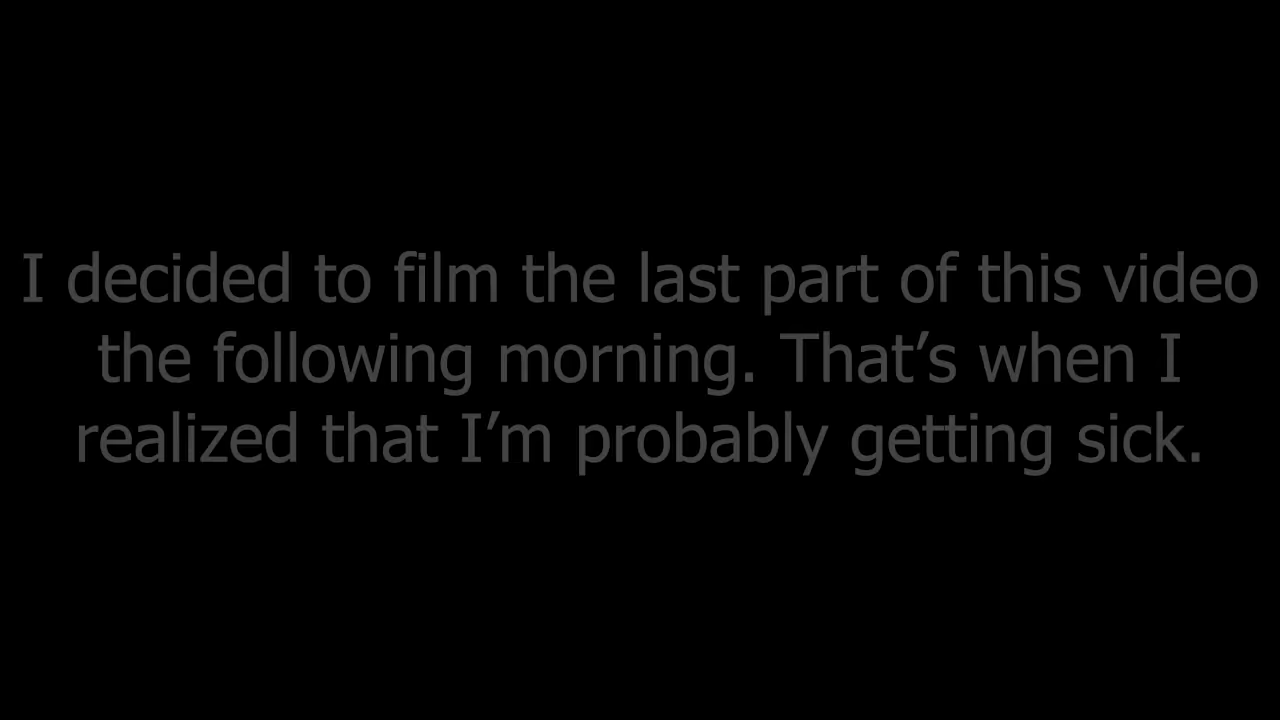 I decided to film the last part of this video
the following morning. That’s when I
realized that I’m probably getting sick.